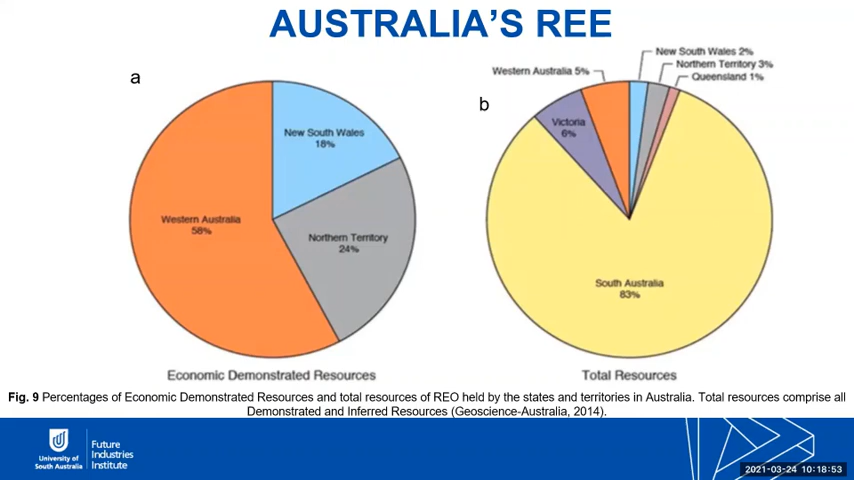 AUSTRALIA'S REE
a
New South Wales
18%
Western Australia
58%
Northern Territory
24%
Economic Demonstrated Resources
b
Western Australia 5%
New South Wales 2%
Northern Territory 3%
Queensland 1%
Victoria
6%
South Australia
83%
Total Resources
Fig. 9 Percentages of Economic Demonstrated Resources and total resources of REO held by the states and territories in Australia. Total resources comprise all
Demonstrated and Inferred Resources (Geoscience-Australia, 2014).
University of
South Australia
Future
Industries
Institute
2021-03-24 10:18:53